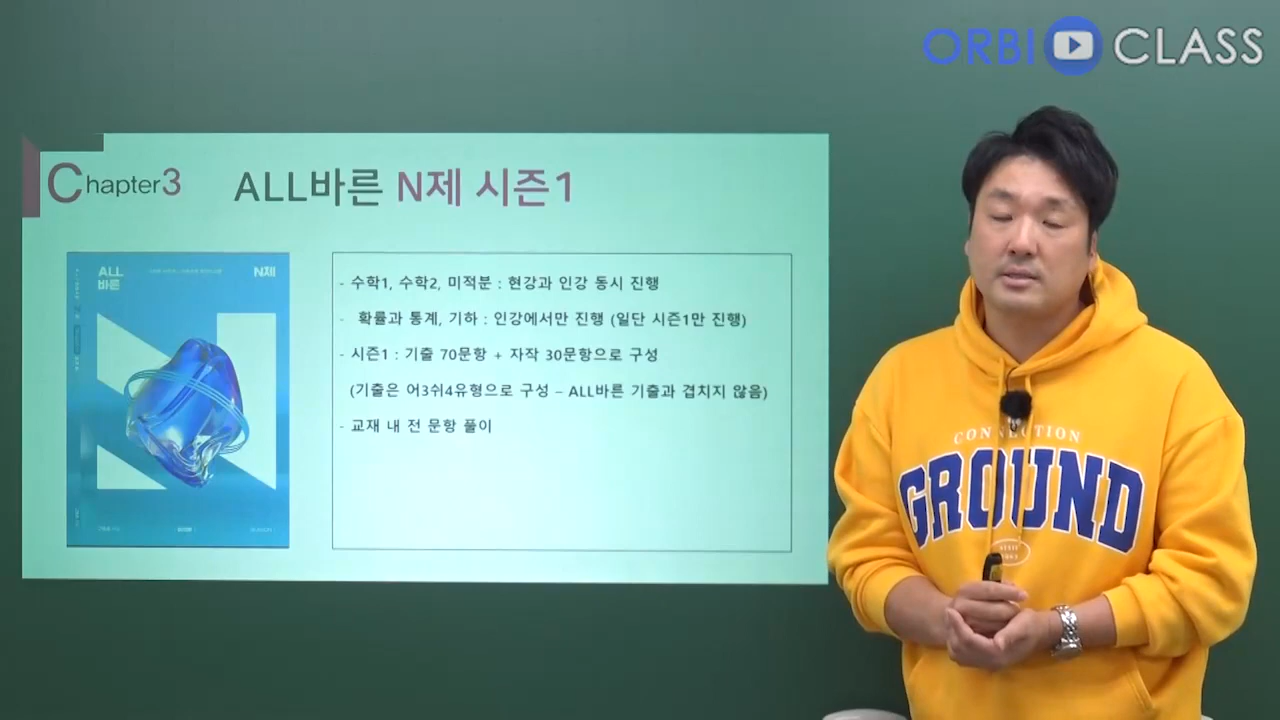 ORBI CLASS
Chapter3
ALL바른 N제 시즌1
ALL
바른
N제
- 수학1, 수학2, 미적분 : 현강과 인강 동시 진행
- 확률과 통계, 기하 : 인강에서만 진행 (일단 시즌1만 진행)
- 시즌1 : 기출 70문항 + 자작 30문항으로 구성
(기출은 어3쉬4유형으로 구성 – ALL바른 기출과 겹치지 않음)
- 교재 내 전 문항 풀이
CONNECTION
GROUND